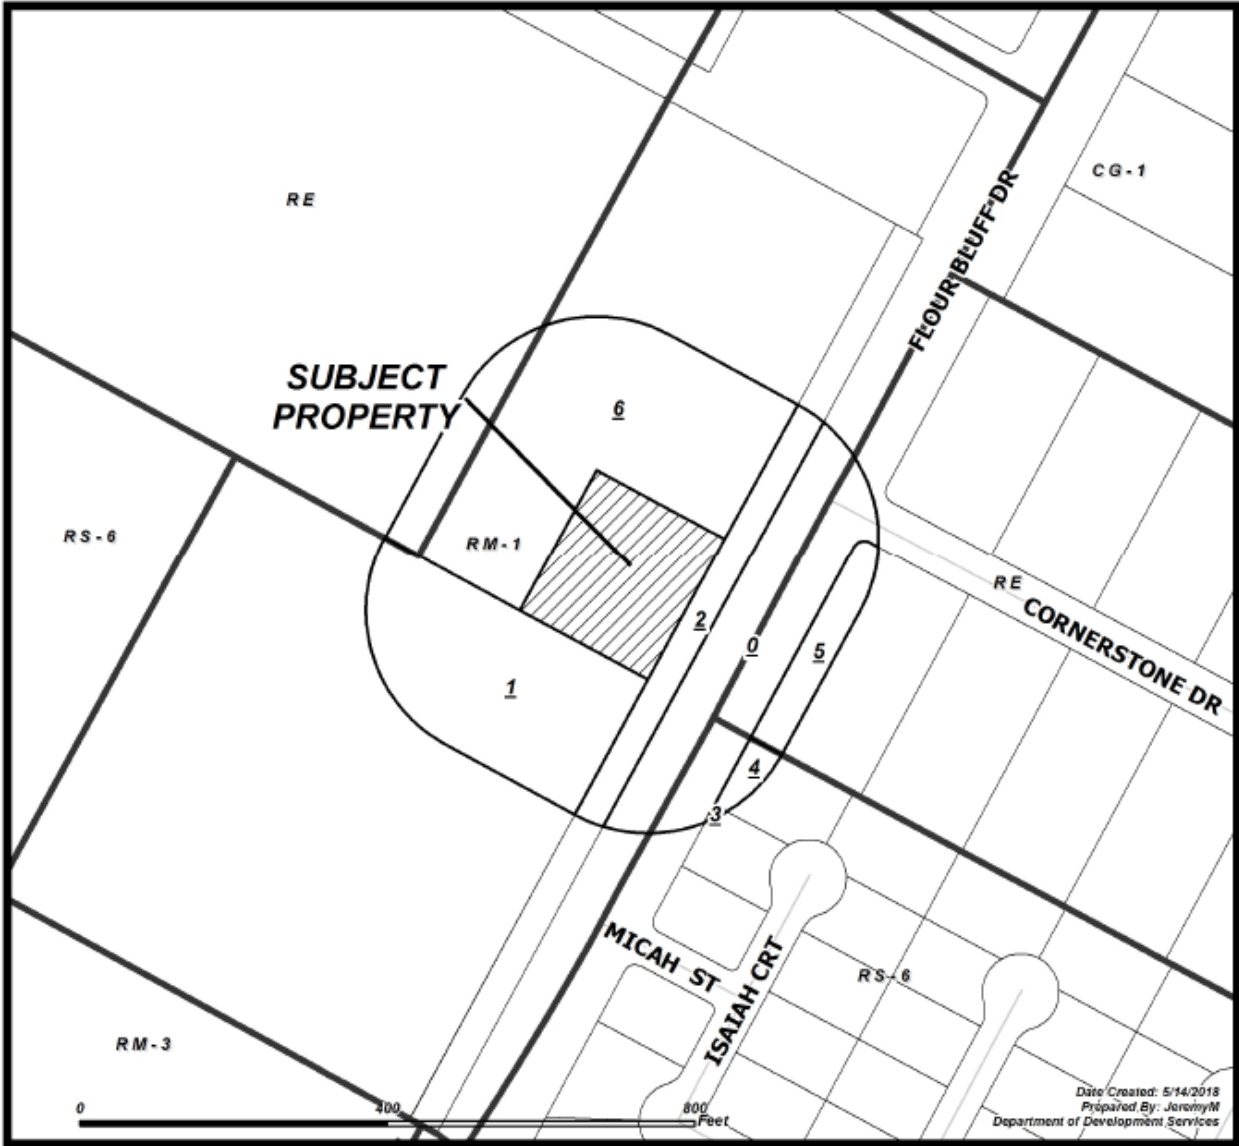 CG-1
RE
FLOUR BLUFF DR
SUBJECT
PROPERTY
6
RS-6
RM-1
RE
CORNERSTONE DR
2
0
5
1
4
3
MICAH ST
ISAIAH CRT
RS-6
RM-3
0 400 800
Feet
Date Created: 5/14/2018
Prepared By: JeremyM
Department of Development Services